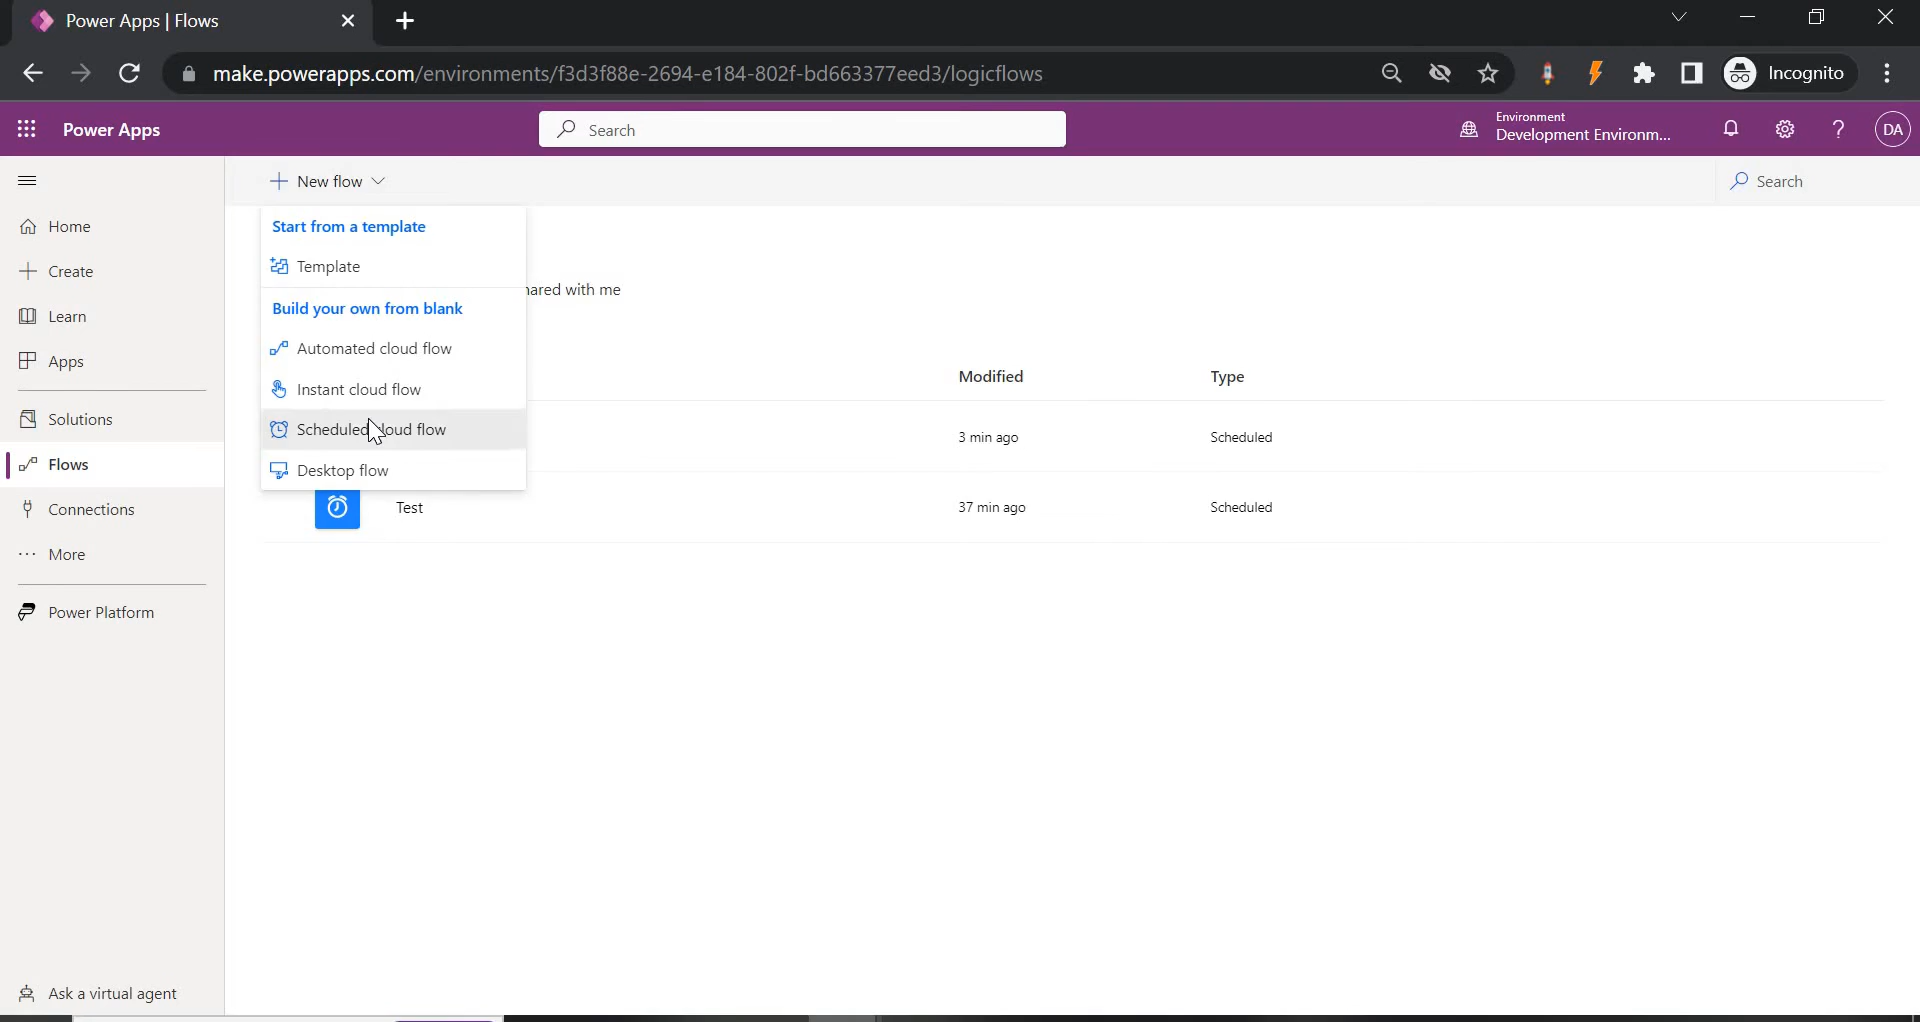 Power Apps | Flows
make.powerapps.com/environments/f3d3f88e-2694-e184-802f-bd663377eed3/logicflows
Incognito
Power Apps
Search
Environment
Development Environm...
DA
New flow
Search
Home
Create
Learn
Apps
Solutions
Flows
Connections
More
Power Platform
Ask a virtual agent
Start from a template
Template
Build your own from blank
Automated cloud flow
Instant cloud flow
Scheduled cloud flow
Desktop flow
with me
Modified
Type
3 min ago
Scheduled
Test
37 min ago
Scheduled